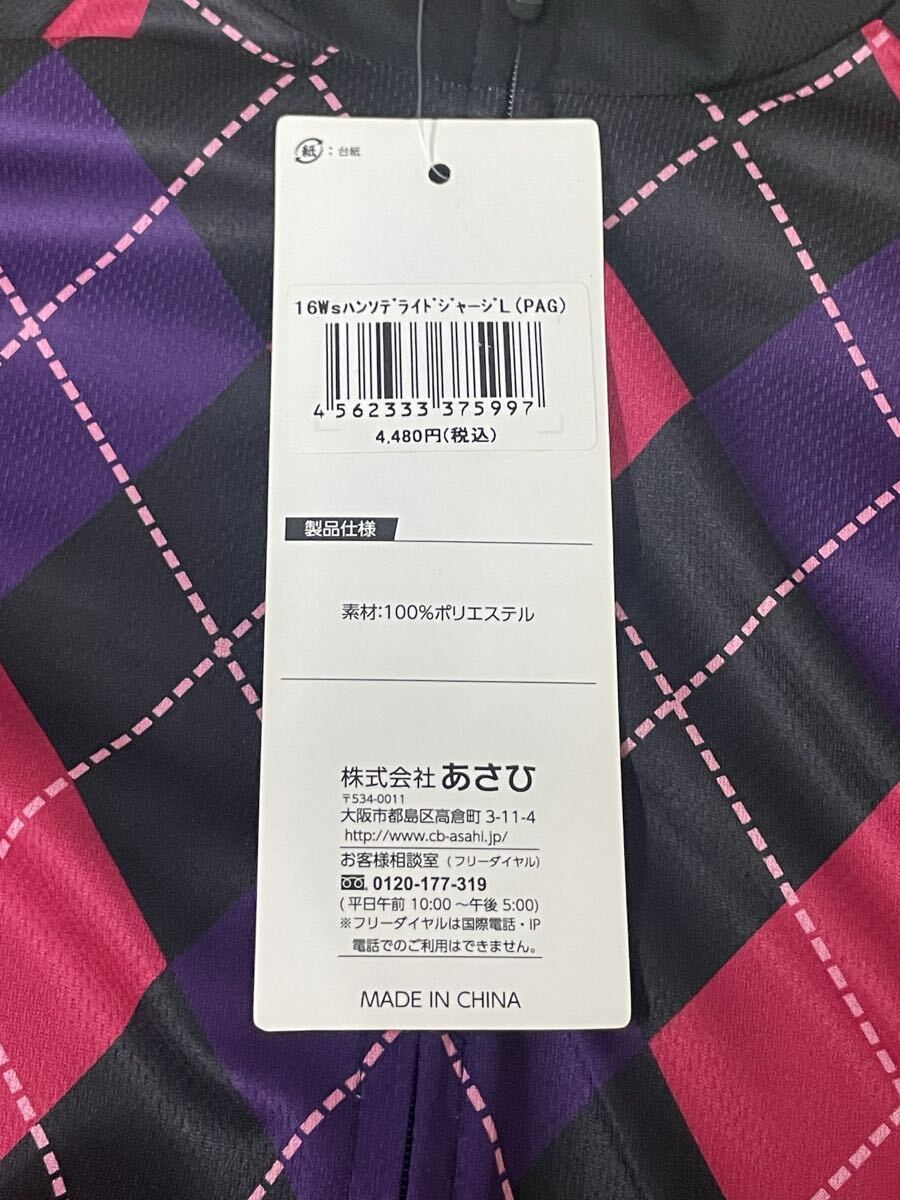 紙：台紙
16WsﾊﾝｿﾃﾞﾗｲﾄﾞｼﾞｬｰｼﾞL(PAG)
4 562333 375997
4,480円(税込)
製品仕様
素材:100%ポリエステル
株式会社 あさひ
〒534-0011
大阪市都島区高倉町 3-11-4
http://www.cb-asahi.jp/
お客様相談室 (フリーダイヤル)
0120-177-319
(平日午前 10:00 ～午後 5:00)
※フリーダイヤルは国際電話・IP
電話でのご利用はできません。
MADE IN CHINA